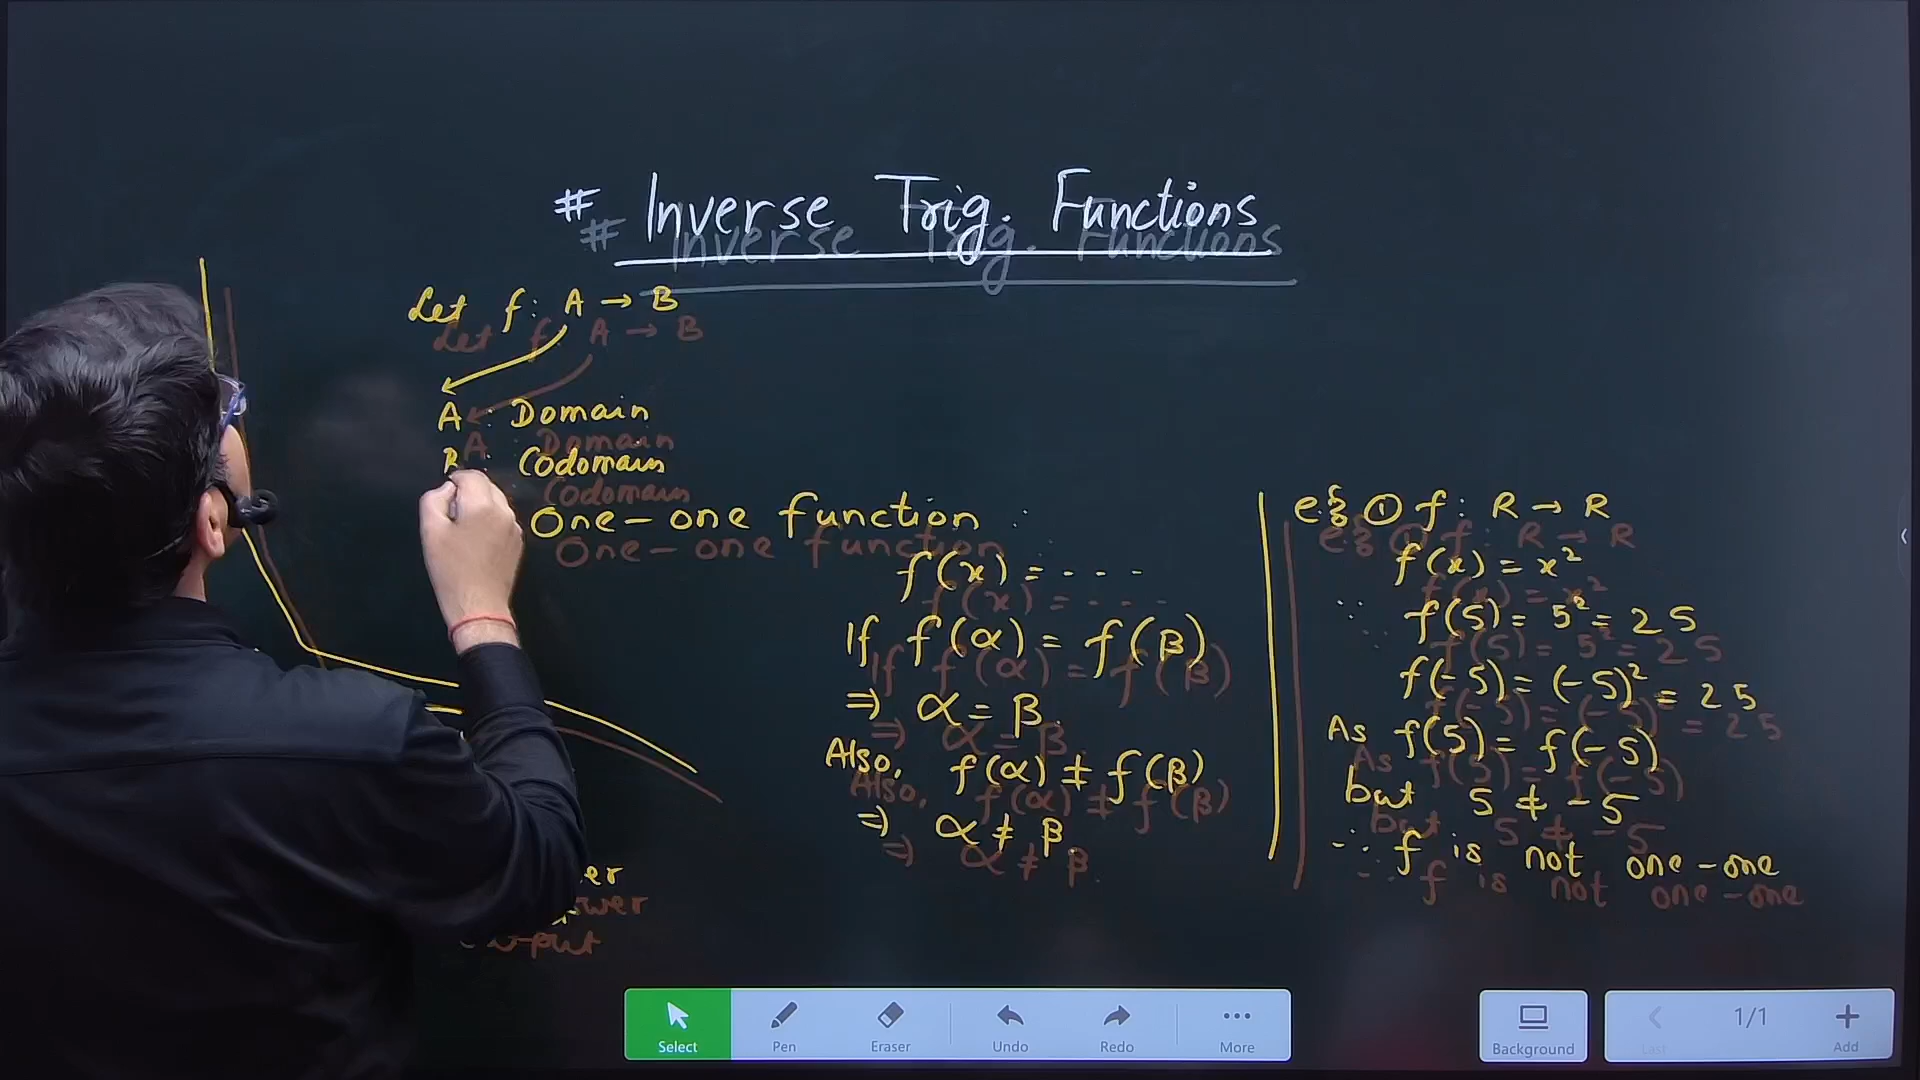 # Inverse Trig. Functions
Let f: A → B
A : Domain
B : Codomain
One-one function
f(x) = - - -
If f(α) = f(β)
⇒ α = β
Also, f(α) ≠ f(β)
⇒ α ≠ β
eg ① f: R → R
f(x) = x²
f(5) = 5² = 25
f(-5) = (-5)² = 25
As f(5) = f(-5)
but 5 ≠ -5
∴ f is not one-one
Select
Pen
Eraser
Undo
Redo
More
Background
Last
1/1
Add